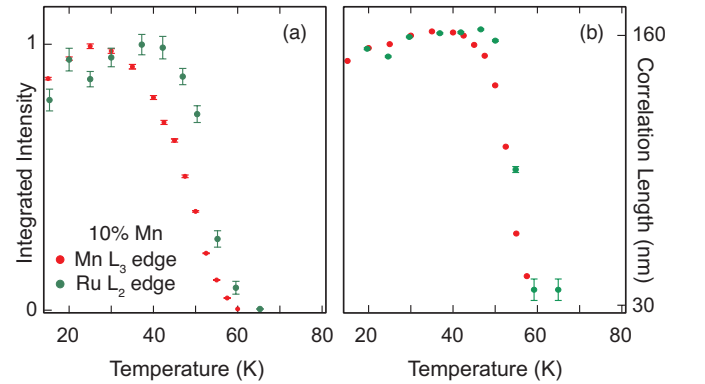 (a)
(b)
1
0
Integrated Intensity
10% Mn
Mn L3 edge
Ru L2 edge
20 40 60 80
Temperature (K)
160
30
Correlation Length (nm)
20 40 60 80
Temperature (K)